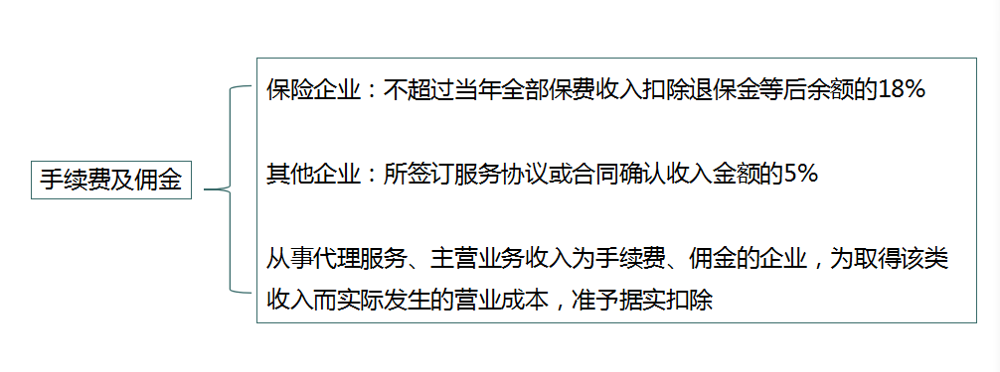 手续费及佣金
保险企业：不超过当年全部保费收入扣除退保金等后余额的18%
其他企业：所签订服务协议或合同确认收入金额的5%
从事代理服务、主营业务收入为手续费、佣金的企业，为取得该类
收入而实际发生的营业成本，准予据实扣除